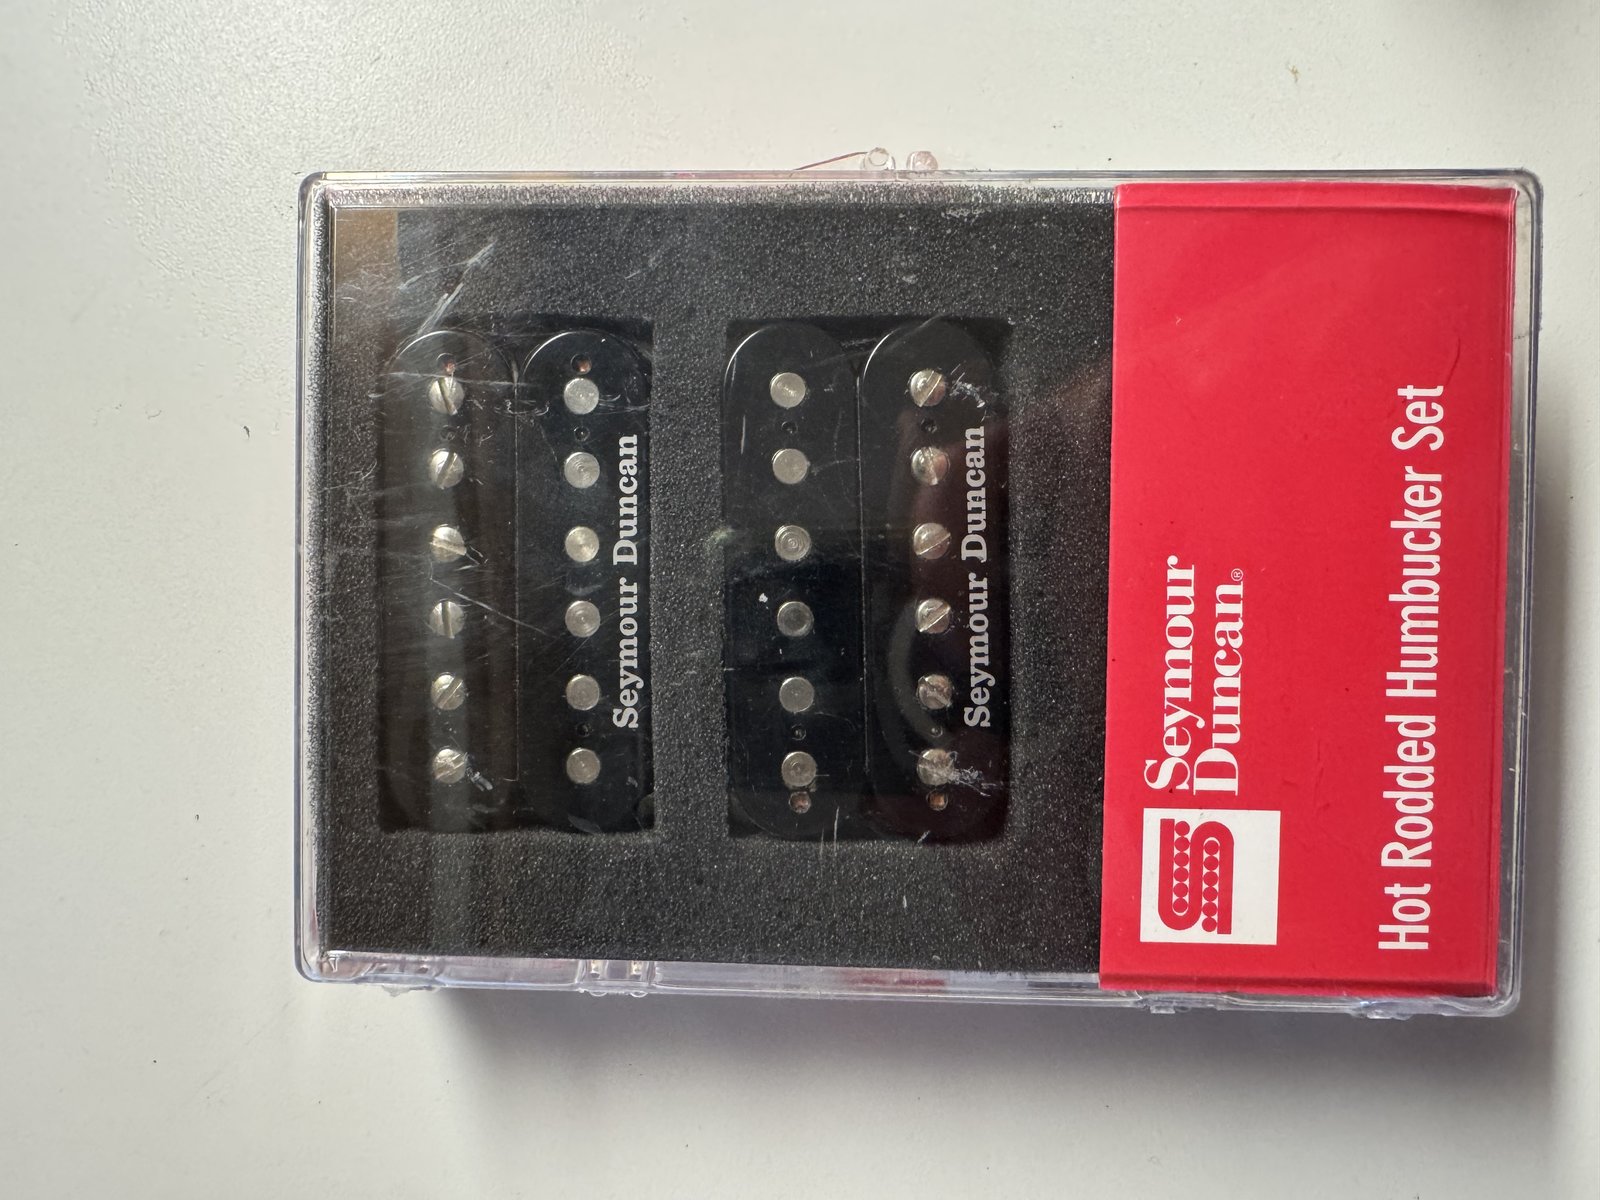 Seymour Duncan
Seymour Duncan
Seymour
Duncan®
Hot Rodded Humbucker Set